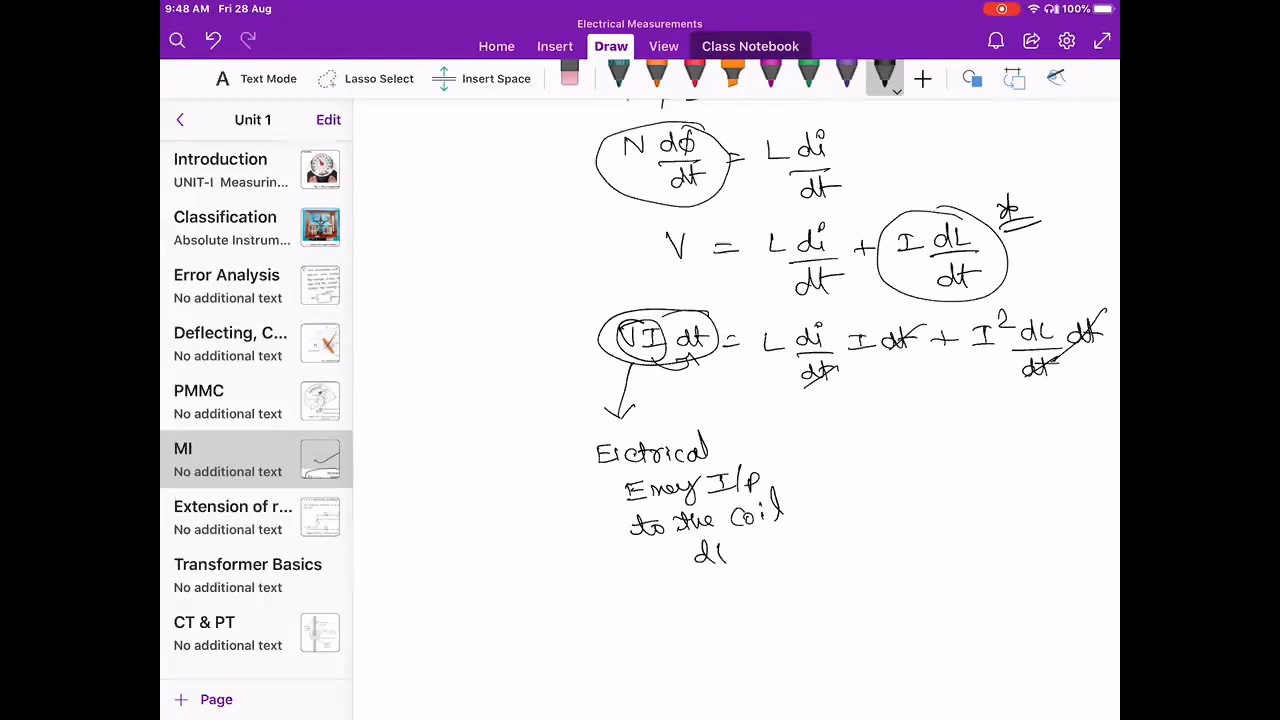 9:48 AM Fri 28 Aug
100%
Electrical Measurements
Home Insert Draw View Class Notebook
A Text Mode Lasso Select Insert Space
Unit 1 Edit
Introduction
UNIT-I Measurin...
Classification
Absolute Instrum...
Error Analysis
No additional text
Deflecting, C...
No additional text
PMMC
No additional text
MI
No additional text
Extension of r...
No additional text
Transformer Basics
No additional text
CT & PT
No additional text
+ Page
N dΦ/dt = L di/dt
V = L di/dt + I dL/dt *
VI dt = L di/dt I dt + I² dL/dt dt
Eictrical
Eney I/P
to the coil